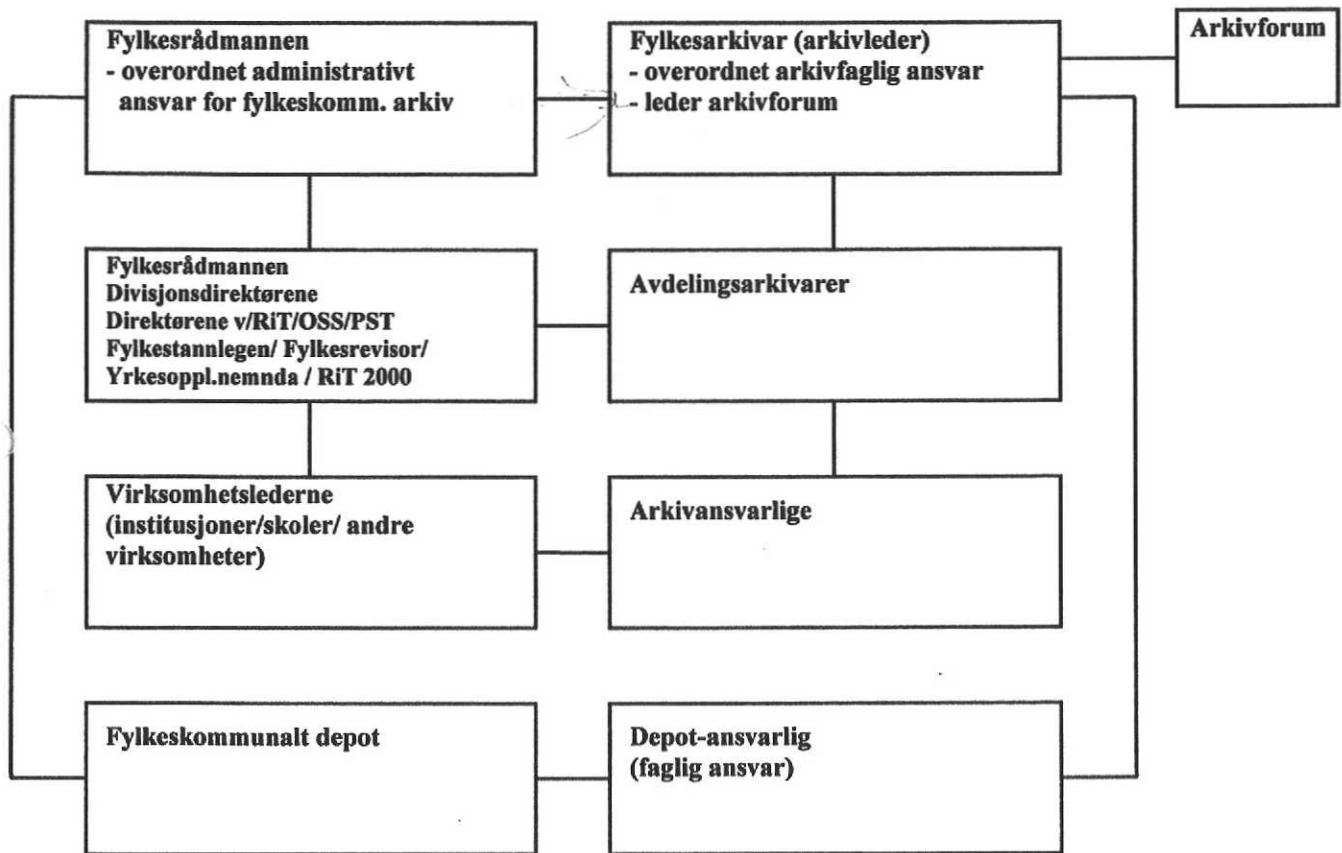 Fylkesrådmannen
- overordnet administrativt
ansvar for fylkeskomm. arkiv
Fylkesarkivar (arkivleder)
- overordnet arkivfaglig ansvar
- leder arkivforum
Arkivforum
Fylkesrådmannen
Divisjonsdirektørene
Direktørene v/RiT/OSS/PST
Fylkestannlegen/ Fylkesrevisor/
Yrkesoppl.nemnda / RiT 2000
Avdelingsarkivarer
Virksomhetslederne
(institusjoner/skoler/ andre
virksomheter)
Arkivansvarlige
Fylkeskommunalt depot
Depot-ansvarlig
(faglig ansvar)